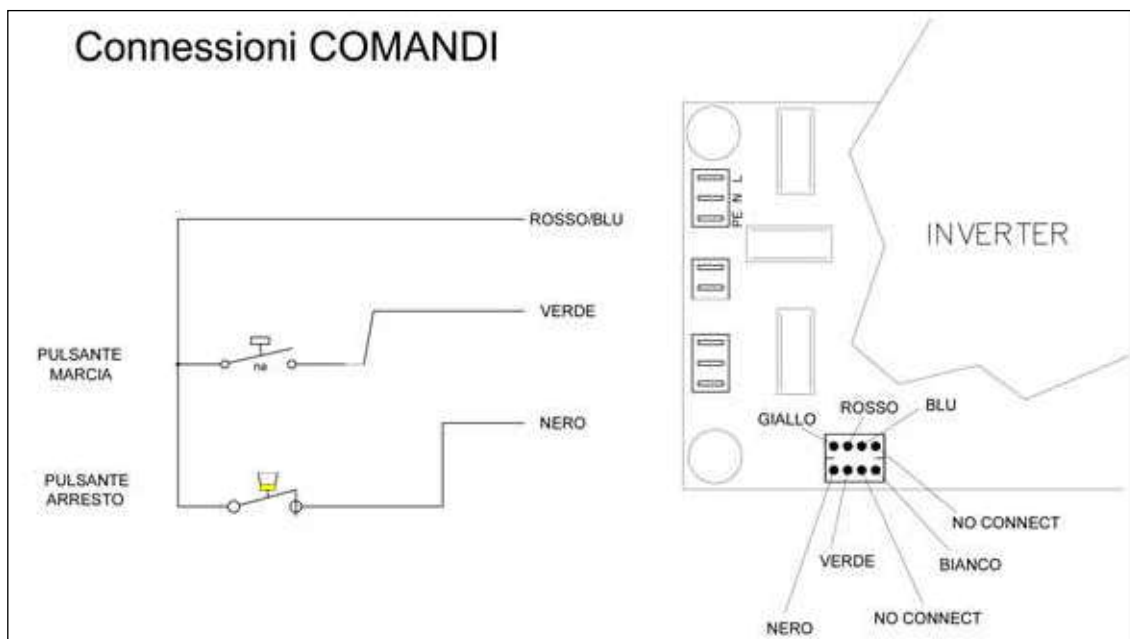 Connessioni COMANDI
ROSSO/BLU
VERDE
PULSANTE
MARCIA
na
NERO
PULSANTE
ARRESTO
L
N
PE
INVERTER
GIALLO
ROSSO
BLU
NO CONNECT
VERDE
BIANCO
NERO
NO CONNECT